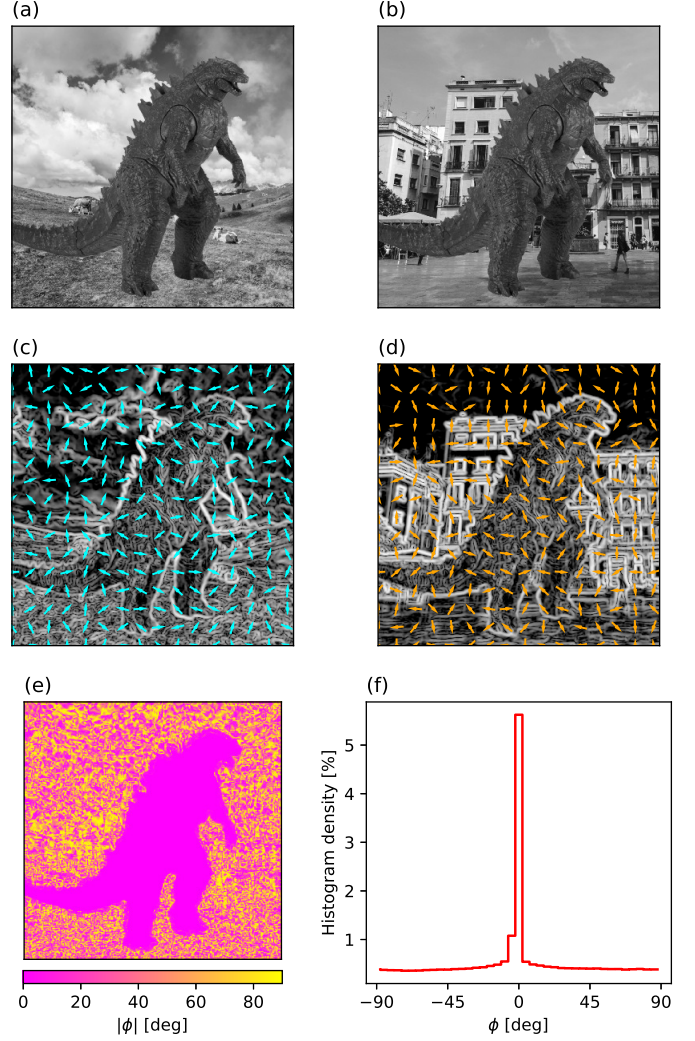 (a)
(b)
(c)
(d)
(e)
(f)
0 20 40 60 80
|ϕ| [deg]
Histogram density [%]
5
4
3
2
1
−90 −45 0 45 90
ϕ [deg]